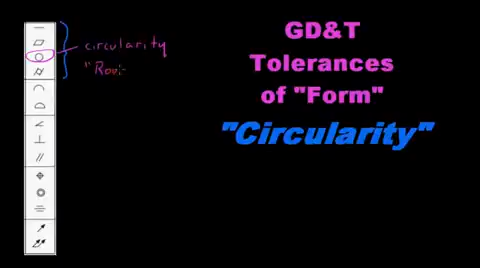 circularity
"Rou
GD&T
Tolerances
of "Form"
"Circularity"